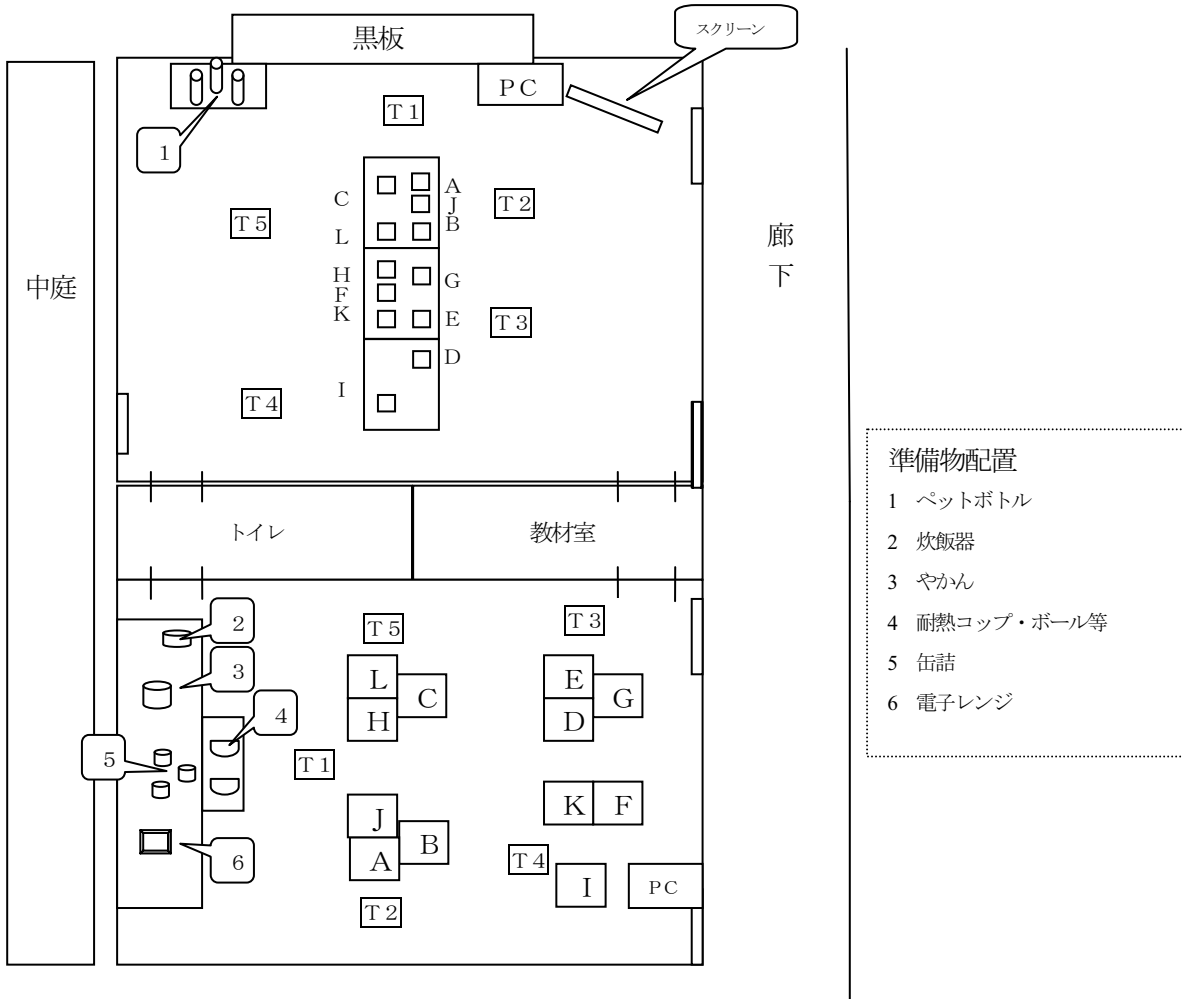 黒板
スクリーン
ＰＣ
Ｔ１
１
Ｃ
Ａ
Ｊ
Ｂ
Ｔ２
Ｔ５
Ｌ
廊下
中庭
Ｈ
Ｆ
Ｋ
Ｇ
Ｅ
Ｔ３
Ｄ
Ｉ
Ｔ４
トイレ
教材室
２
Ｔ５
Ｔ３
３
Ｌ
Ｃ
Ｈ
Ｅ
Ｇ
Ｄ
４
５
Ｔ１
Ｊ
Ｂ
Ａ
Ｋ Ｆ
６
Ｔ４
Ｉ
ＰＣ
Ｔ２
準備物配置
1 ペットボトル
2 炊飯器
3 やかん
4 耐熱コップ・ボール等
5 缶詰
6 電子レンジ